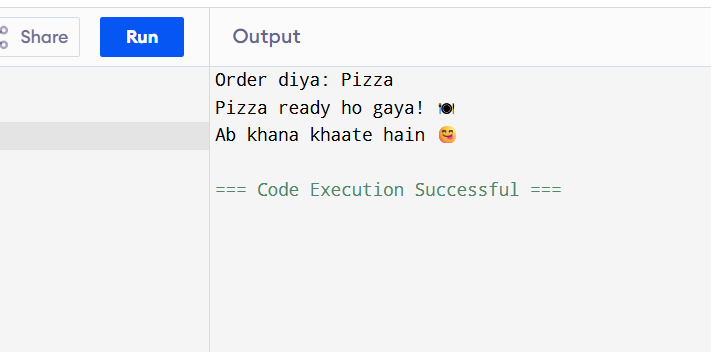 Share Run Output
Order diya: Pizza
Pizza ready ho gaya! 🍽️
Ab khana khaate hain 😋
=== Code Execution Successful ===